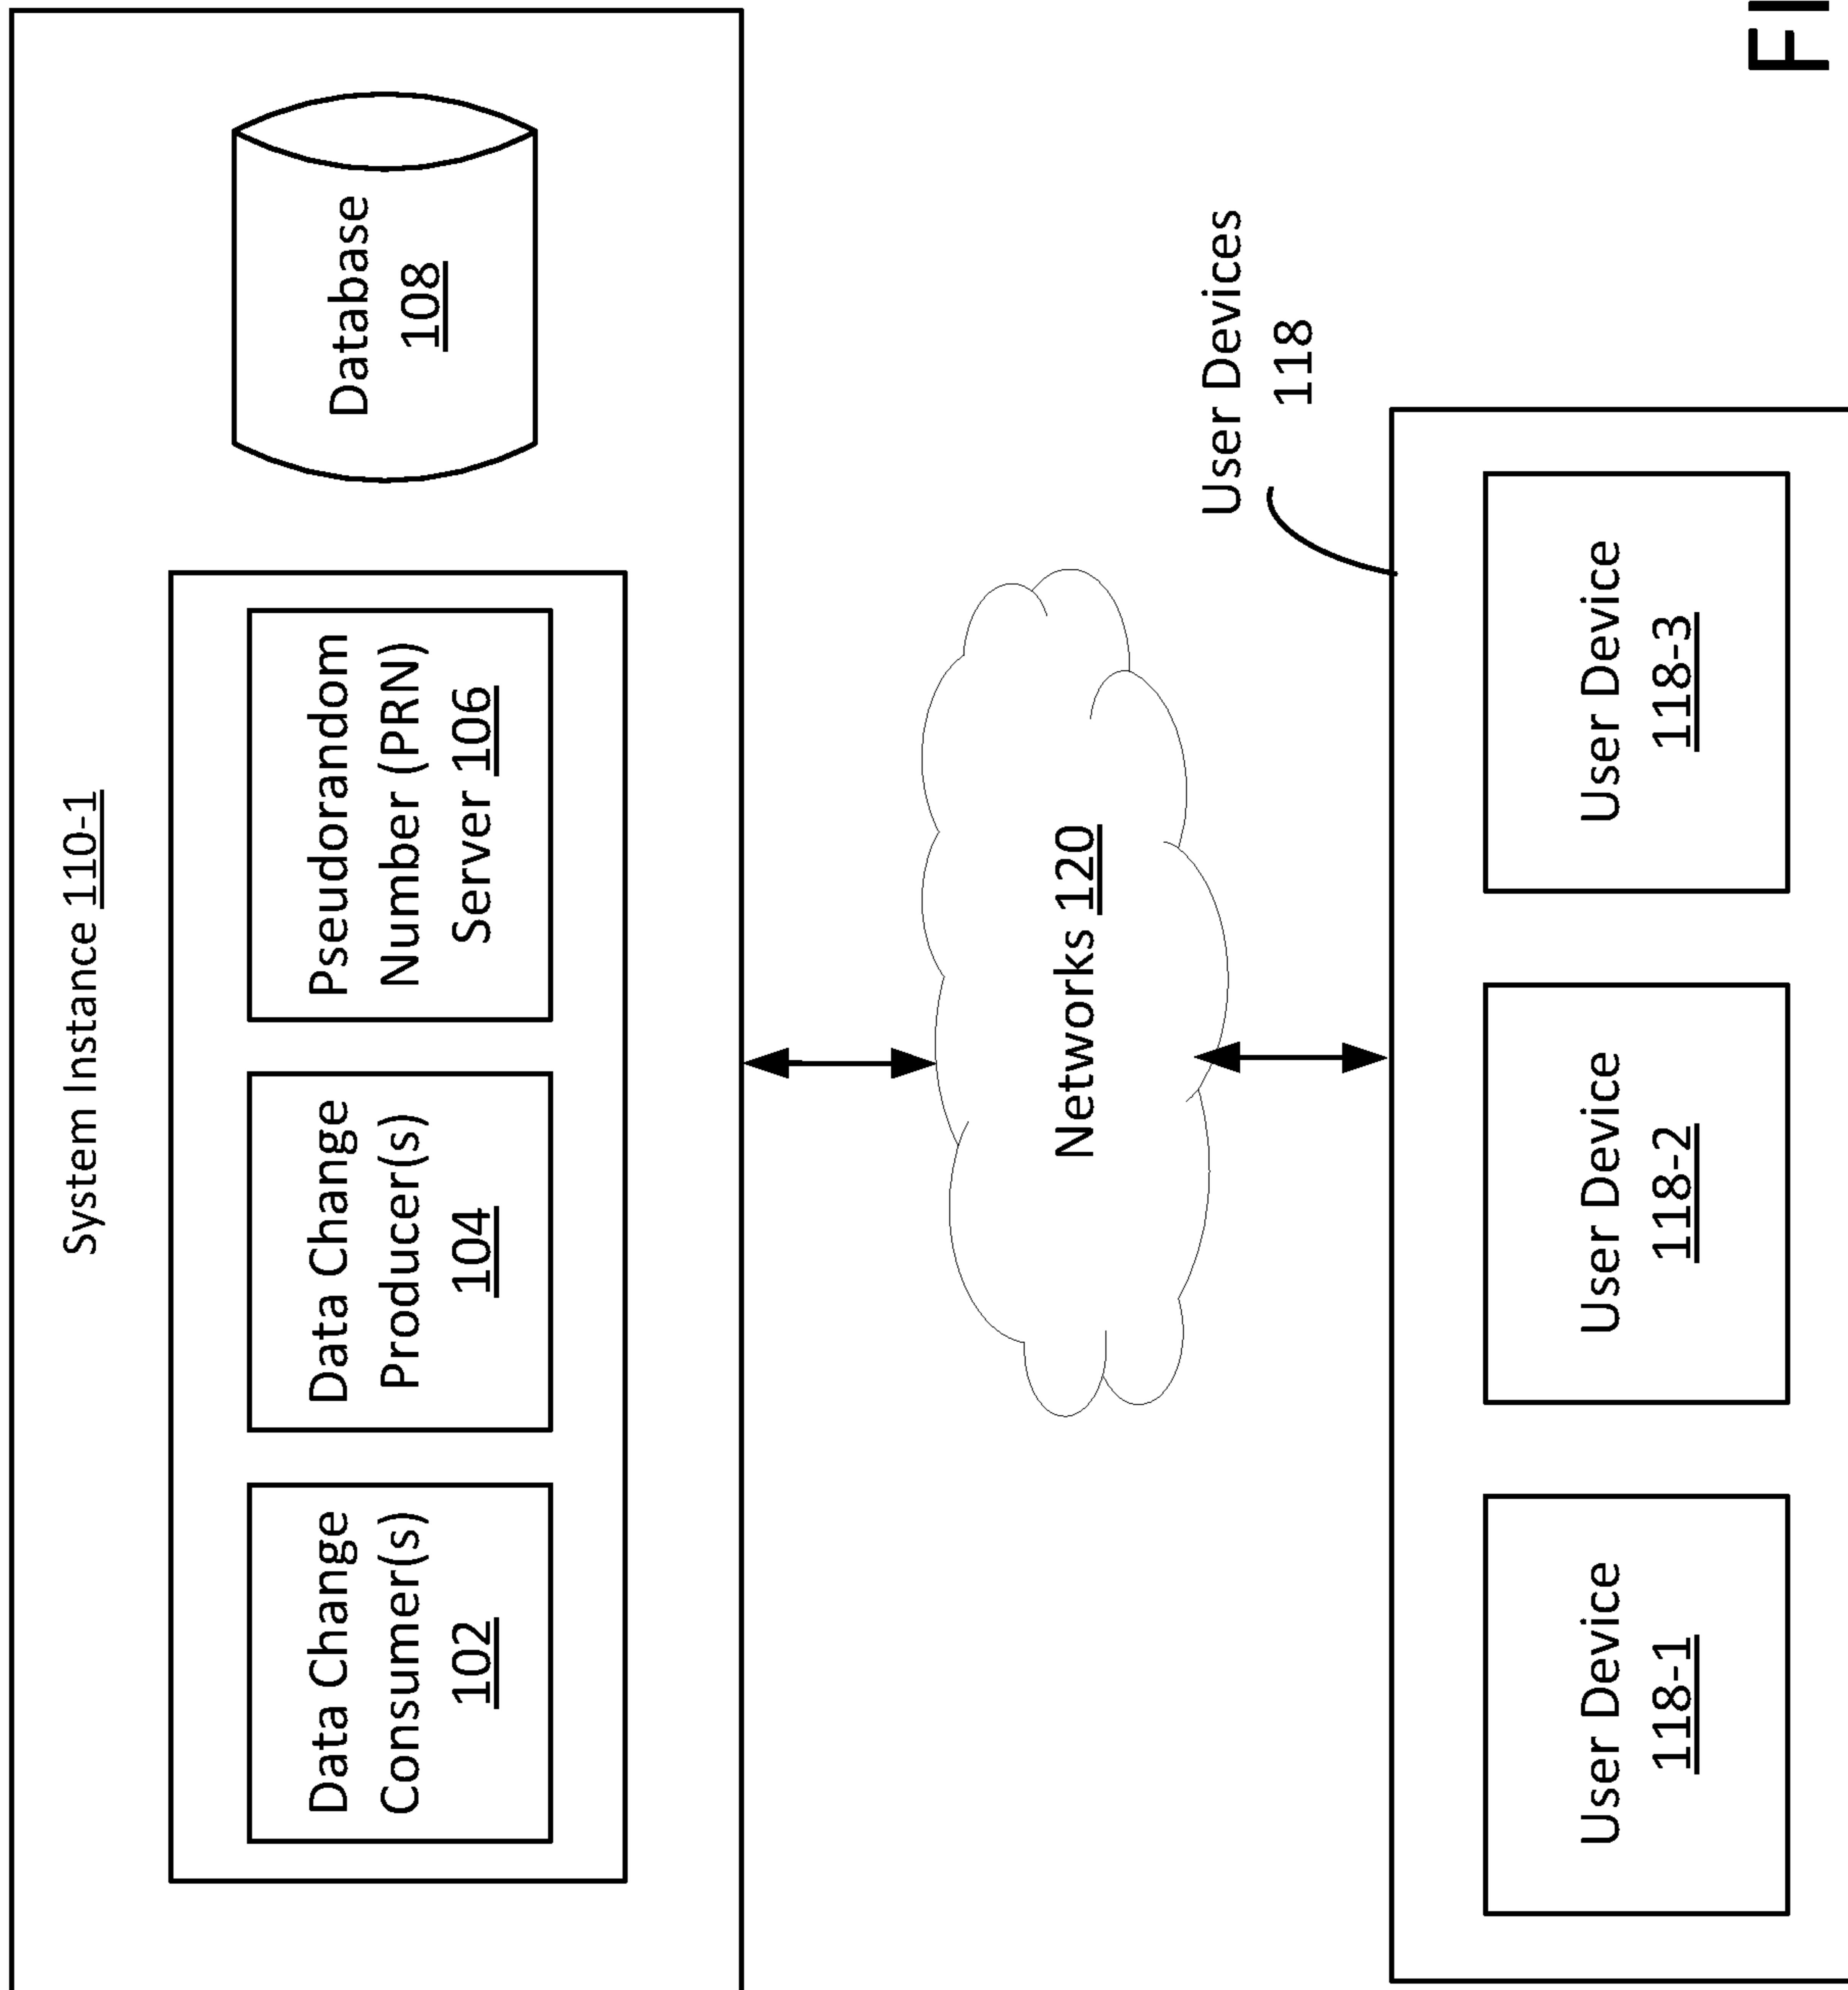 System Instance 110-1
Data Change
Consumer(s)
102
Data Change
Producer(s)
104
Pseudorandom
Number (PRN)
Server 106
Database
108
Networks 120
User Devices
118
User Device
118-1
User Device
118-2
User Device
118-3
FI